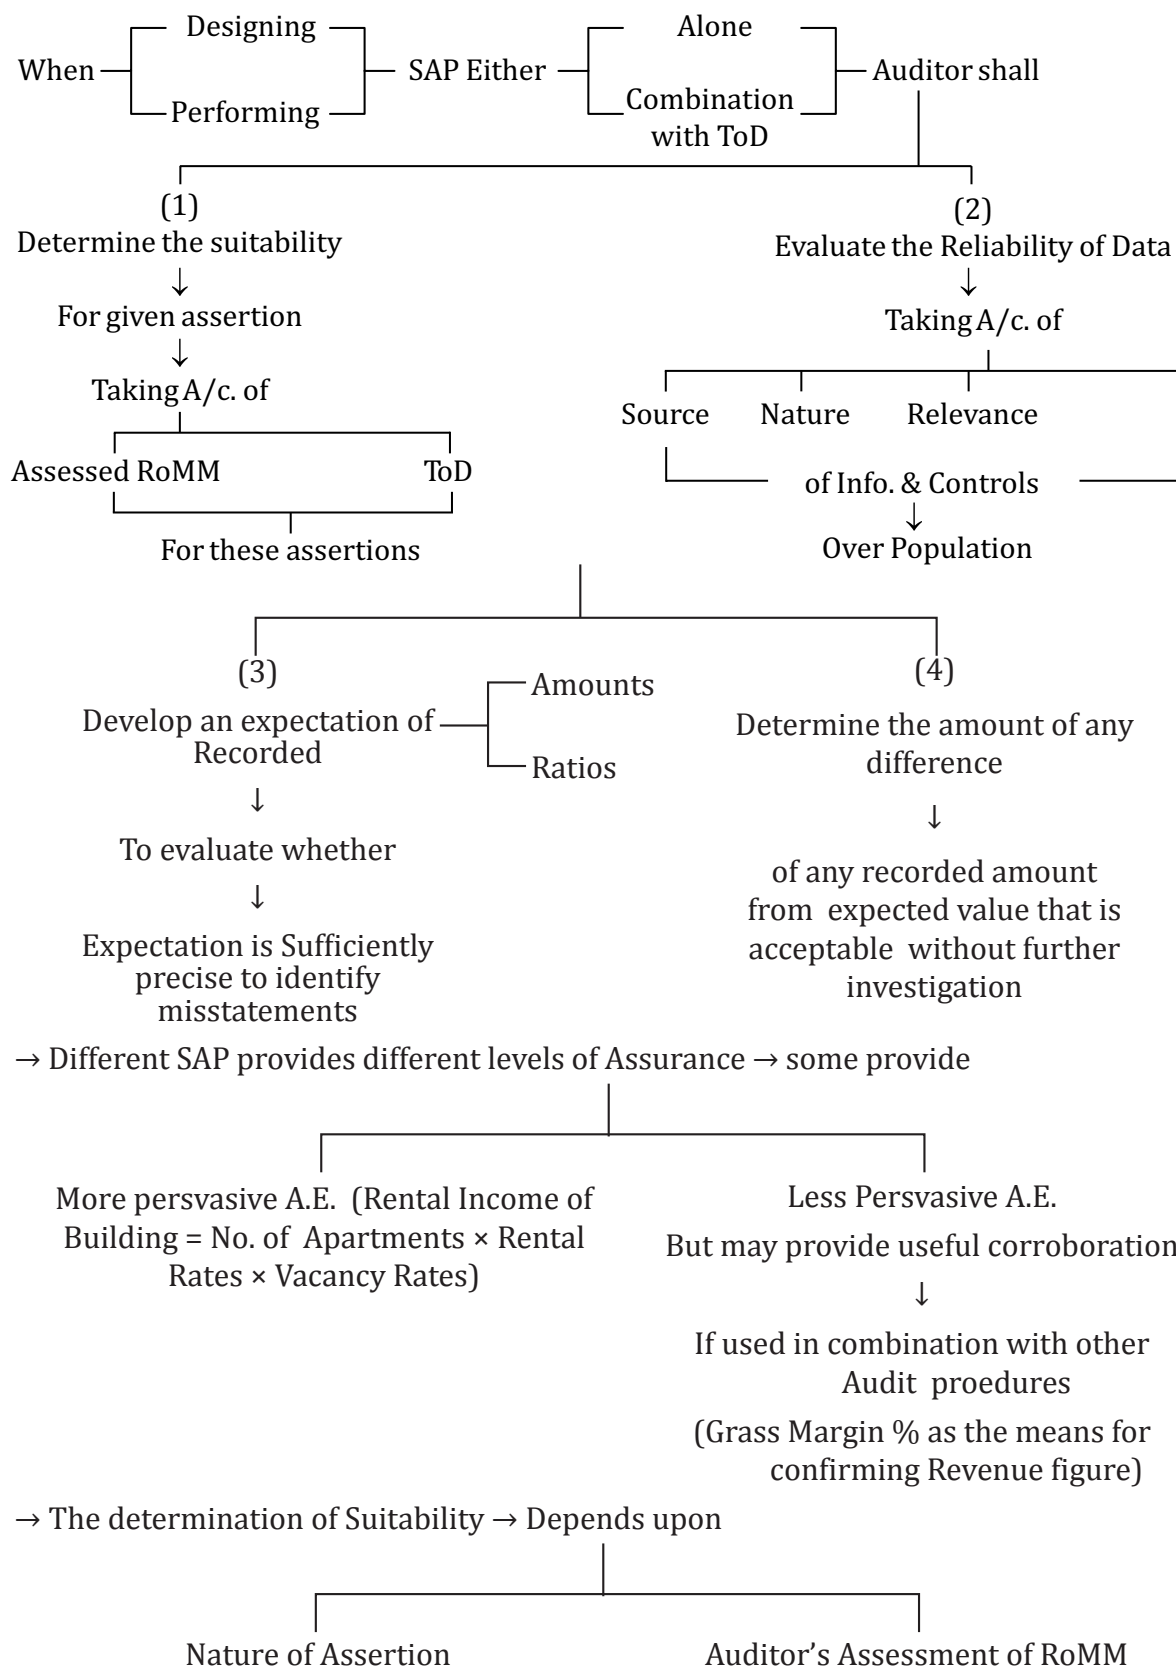 Designing
Alone
When
SAP Either
Auditor shall
Performing
Combination
with ToD
(1)
Determine the suitability
↓
For given assertion
↓
Taking A/c. of
Assessed RoMM
ToD
For these assertions
(2)
Evaluate the Reliability of Data
↓
Taking A/c. of
Source
Nature
Relevance
of Info. & Controls
↓
Over Population
(3)
Develop an expectation of
Recorded
Amounts
Ratios
↓
To evaluate whether
↓
Expectation is Sufficiently
precise to identify
misstatements
(4)
Determine the amount of any
difference
↓
of any recorded amount
from expected value that is
acceptable without further
investigation
→ Different SAP provides different levels of Assurance → some provide
More persvasive A.E. (Rental Income of
Building = No. of Apartments × Rental
Rates × Vacancy Rates)
Less Persvasive A.E.
But may provide useful corroboration
↓
If used in combination with other
Audit proedures
(Grass Margin % as the means for
confirming Revenue figure)
→ The determination of Suitability → Depends upon
Nature of Assertion
Auditor's Assessment of RoMM